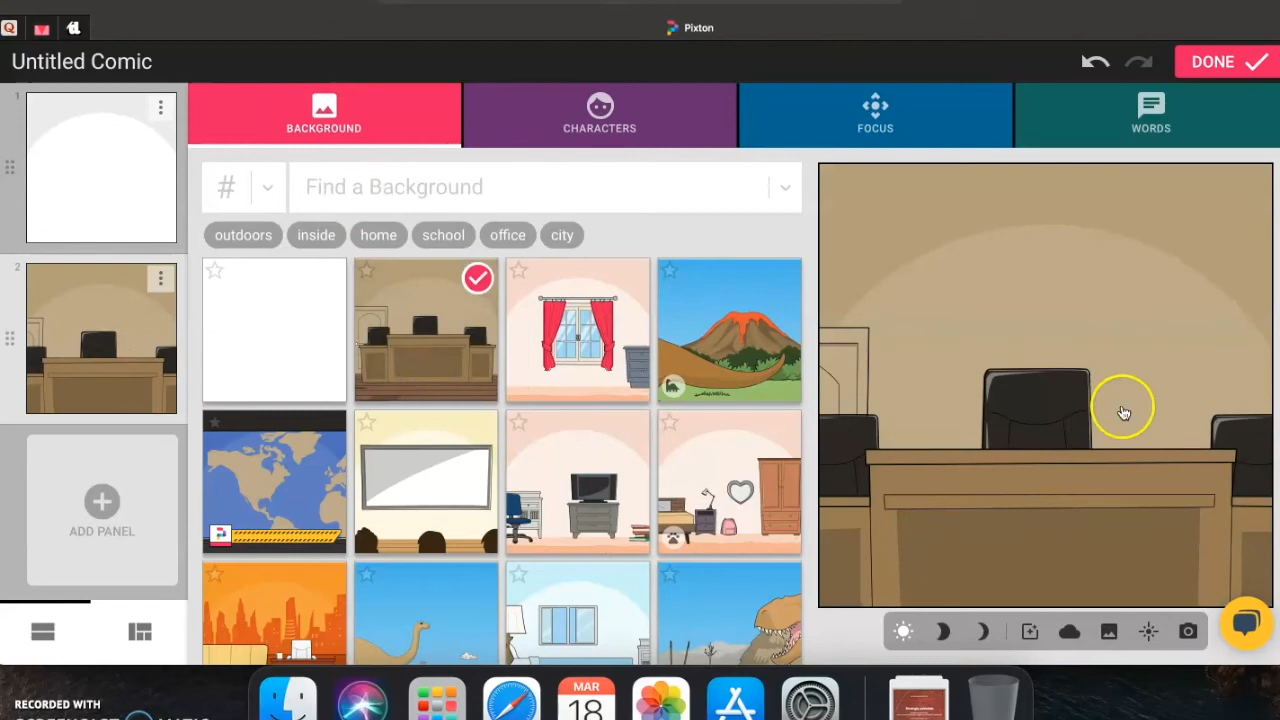 Pixton
Untitled Comic
DONE
1
BACKGROUND
CHARACTERS
FOCUS
WORDS
#
Find a Background
outdoors
inside
home
school
office
city
2
ADD PANEL
RECORDED WITH
MAR
18